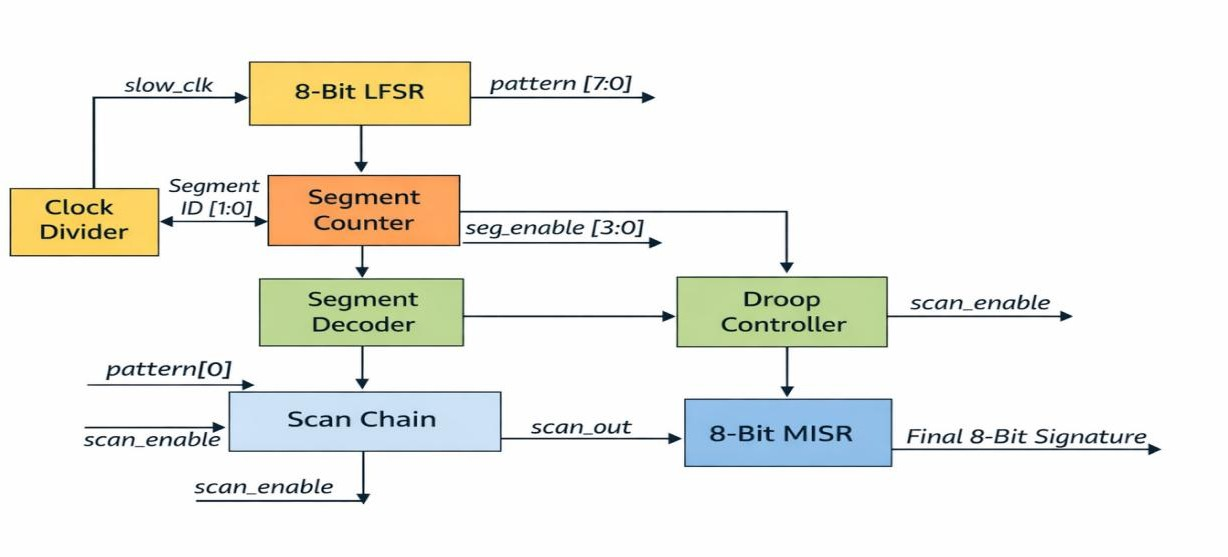 slow_clk
8-Bit LFSR
pattern [7:0]
Segment
ID [1:0]
Clock
Divider
Segment
Counter
seg_enable [3:0]
Segment
Decoder
Droop
Controller
scan_enable
pattern[0]
scan_enable
Scan Chain
scan_out
8-Bit MISR
Final 8-Bit Signature
scan_enable